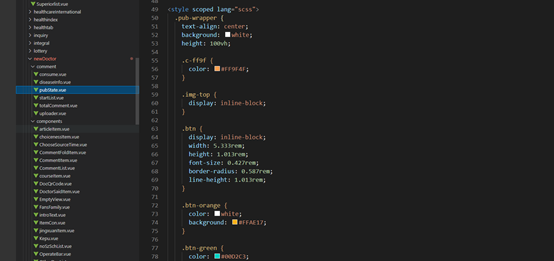 SuperiorList.vue
healthcareinternational
healthindex
healthtab
inquiry
integral
lottery
newDoctor
comment
consume.vue
diseaseInfo.vue
pubState.vue
startList.vue
totalComment.vue
uploader.vue
components
articleItem.vue
choicenessItem.vue
ChooseSourceTime.vue
CommentFoldItem.vue
CommentItem.vue
CommentList.vue
courseItem.vue
DocQrCode.vue
DoctorSaidItem.vue
EmptyView.vue
FansFamily.vue
introText.vue
ItemCon.vue
jingxuanItem.vue
Kepu.vue
noSzSchList.vue
OperateBar.vue
48
49 <style scoped lang="scss">
50 .pub-wrapper {
51 text-align: center;
52 background: white;
53 height: 100vh;
54
55 .c-ff9f {
56 color: #FF9F4F;
57 }
58
59 .img-top {
60 display: inline-block;
61 }
62
63 .btn {
64 display: inline-block;
65 width: 5.333rem;
66 height: 1.013rem;
67 font-size: 0.427rem;
68 border-radius: 0.587rem;
69 line-height: 1.013rem;
70 }
71
72 .btn-orange {
73 color: white;
74 background: #FFAE17;
75 }
76
77 .btn-green {
78 color: #00D2C3;